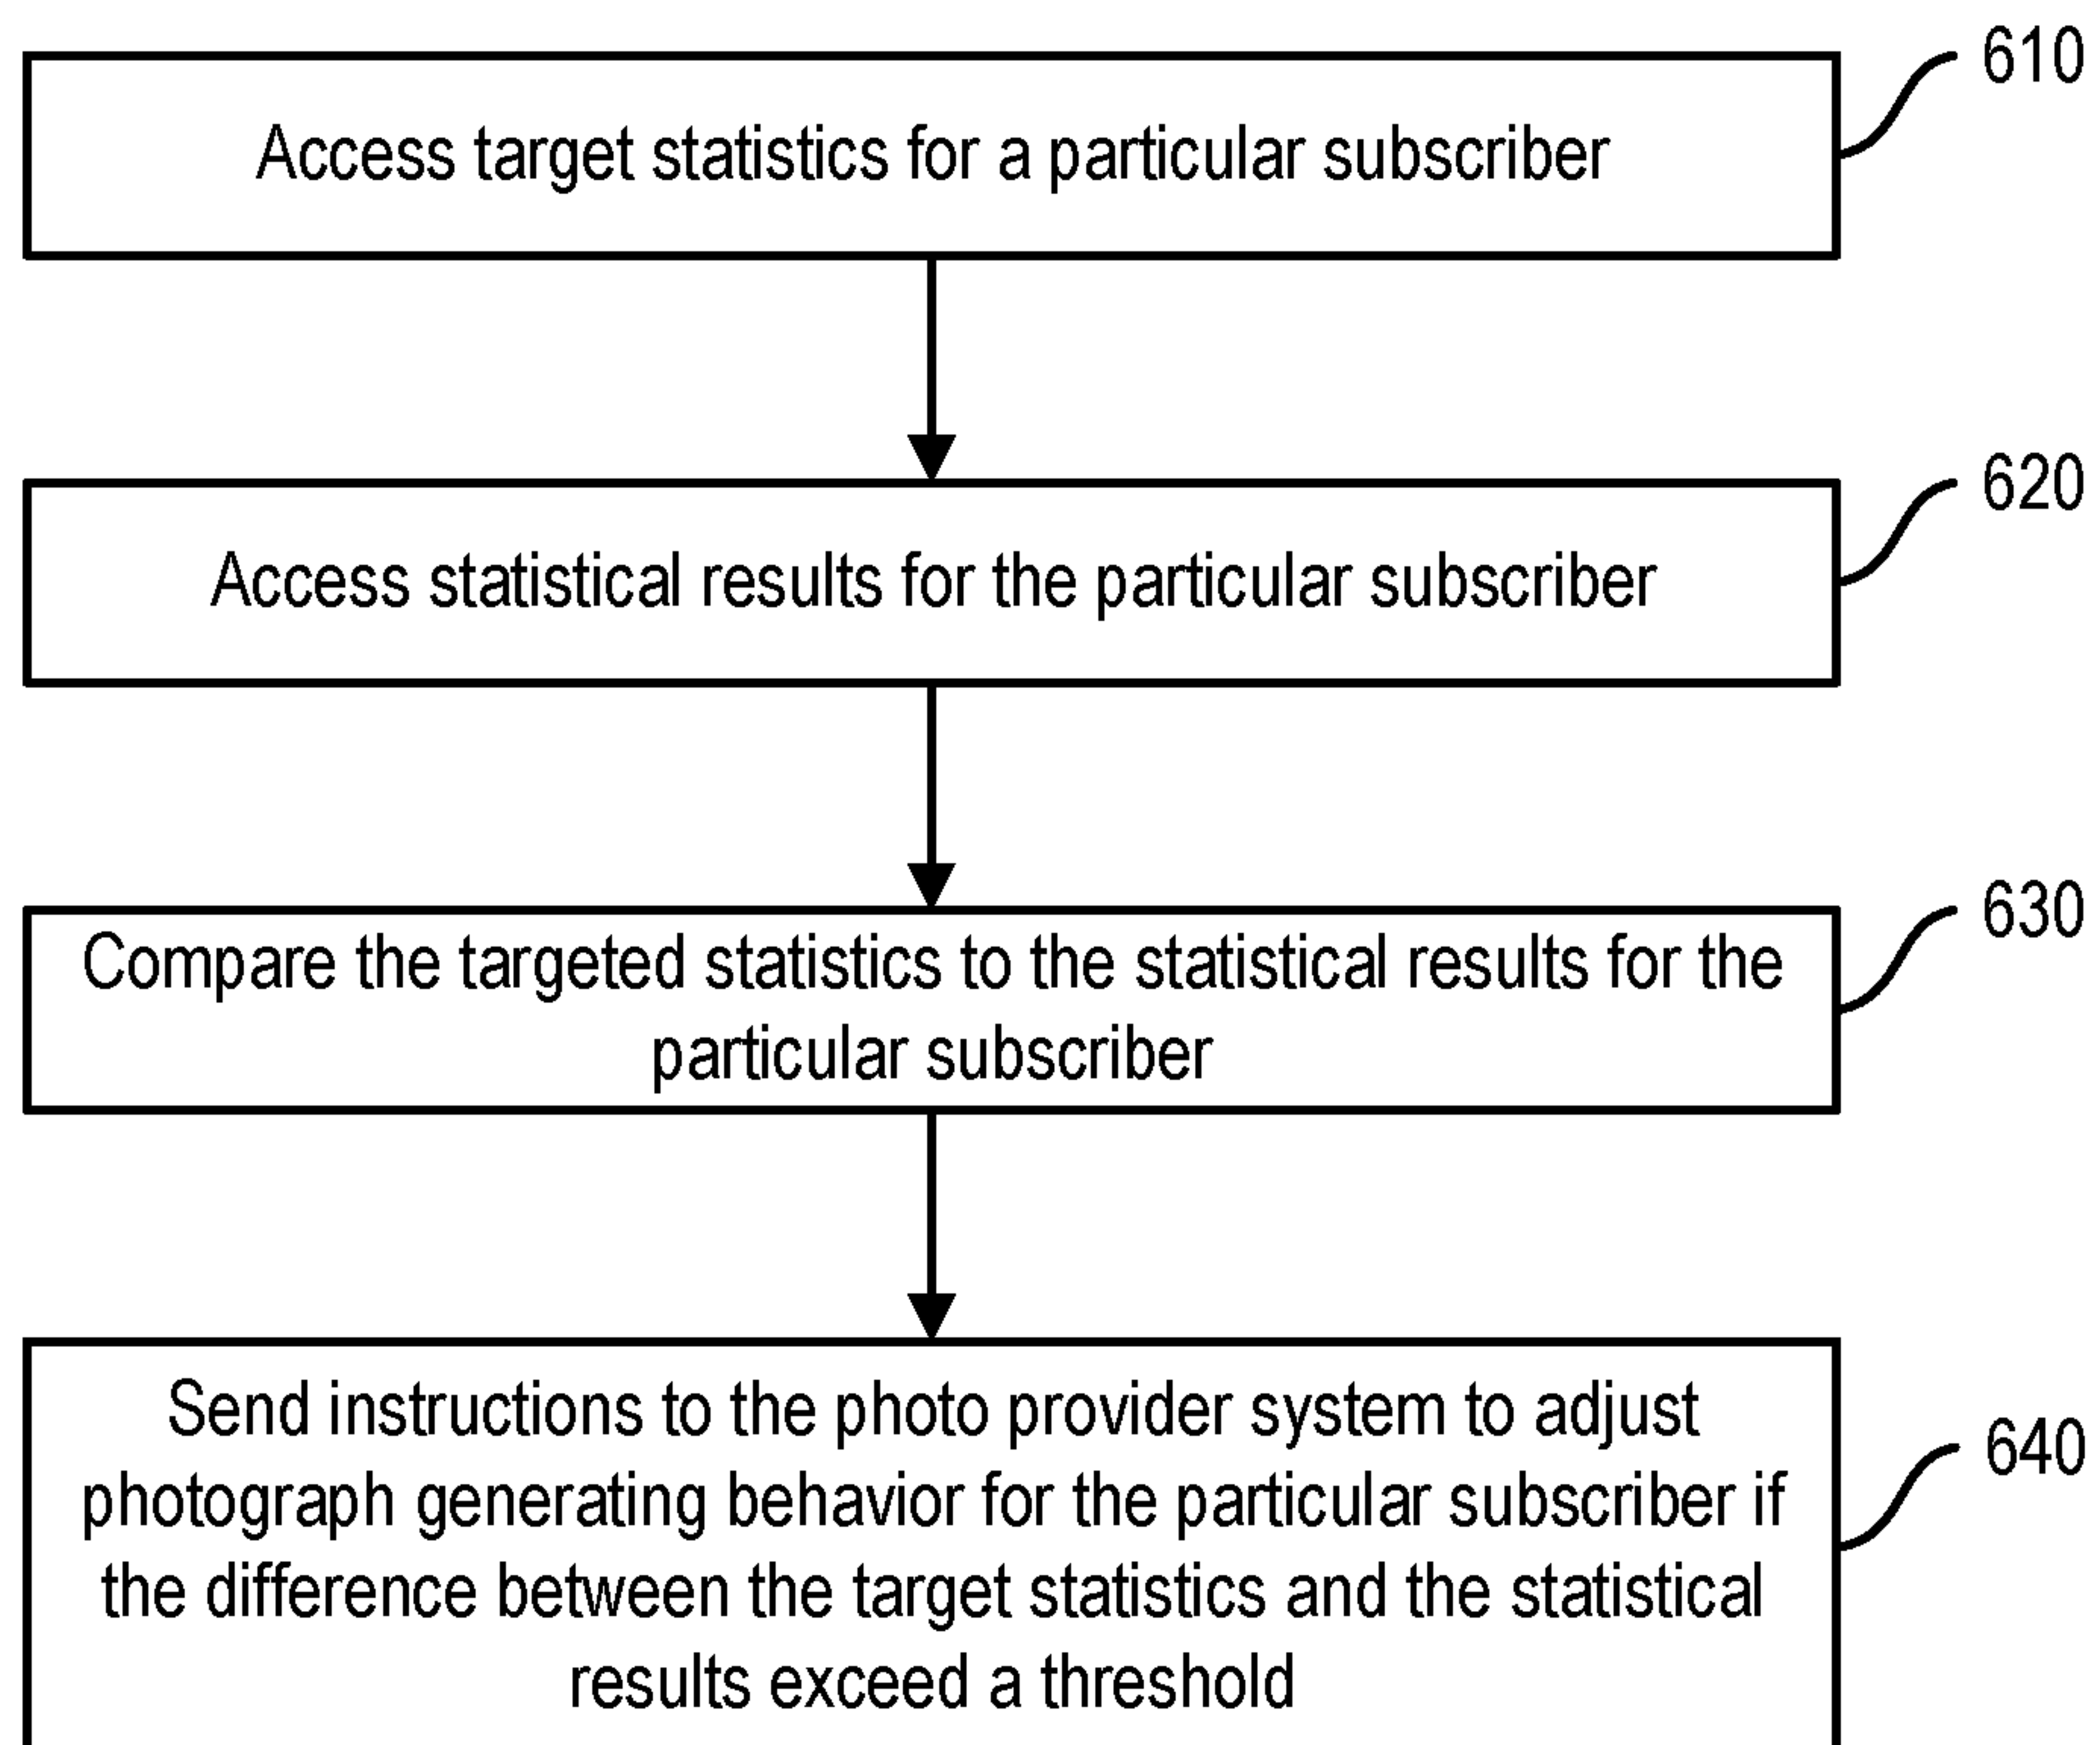 610
Access target statistics for a particular subscriber
620
Access statistical results for the particular subscriber
630
Compare the targeted statistics to the statistical results for the
particular subscriber
640
Send instructions to the photo provider system to adjust
photograph generating behavior for the particular subscriber if
the difference between the target statistics and the statistical
results exceed a threshold